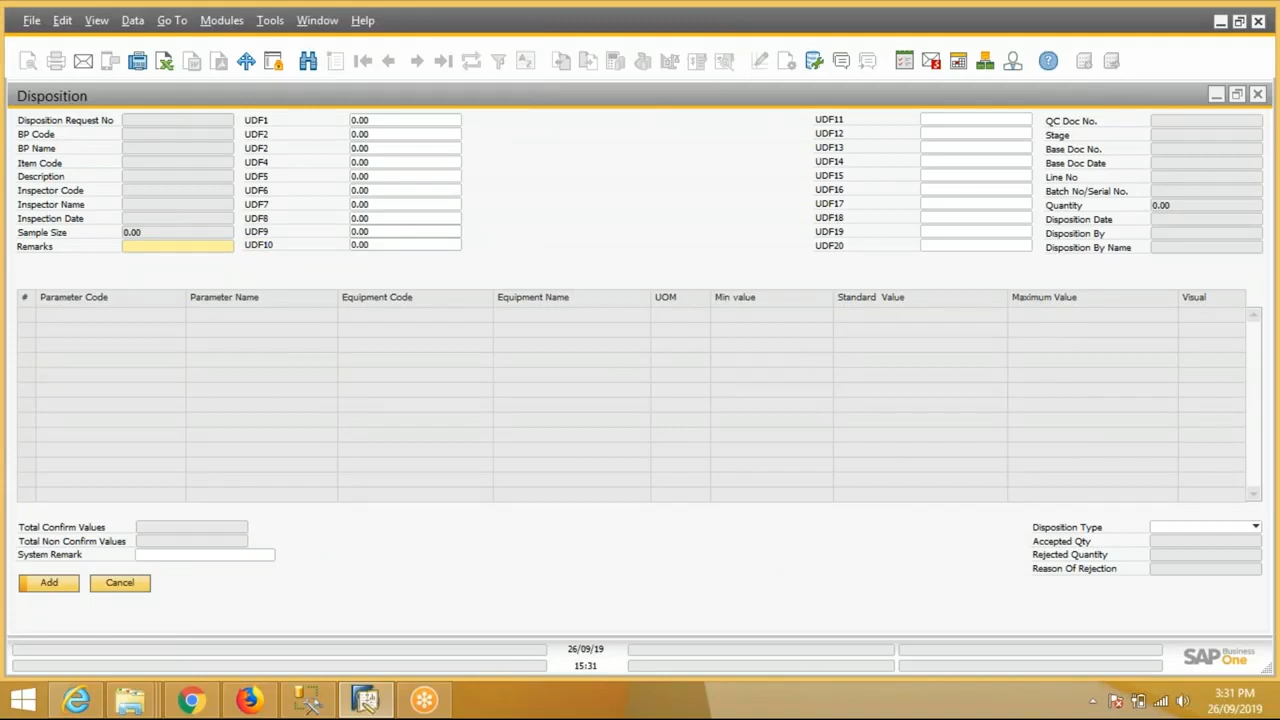 File Edit View Data Go To Modules Tools Window Help
Disposition
Disposition Request No
BP Code
BP Name
Item Code
Description
Inspector Code
Inspector Name
Inspection Date
Sample Size 0.00
Remarks
UDF1 0.00
UDF2 0.00
UDF2 0.00
UDF4 0.00
UDF5 0.00
UDF6 0.00
UDF7 0.00
UDF8 0.00
UDF9 0.00
UDF10 0.00
UDF11
UDF12
UDF13
UDF14
UDF15
UDF16
UDF17
UDF18
UDF19
UDF20
QC Doc No.
Stage
Base Doc No.
Base Doc Date
Line No
Batch No/Serial No.
Quantity 0.00
Disposition Date
Disposition By
Disposition By Name
# Parameter Code Parameter Name Equipment Code Equipment Name UOM Min value Standard Value Maximum Value Visual
Total Confirm Values
Total Non Confirm Values
System Remark
Disposition Type
Accepted Qty
Rejected Quantity
Reason Of Rejection
Add Cancel
26/09/19
15:31
SAP Business One
3:31 PM
26/09/2019